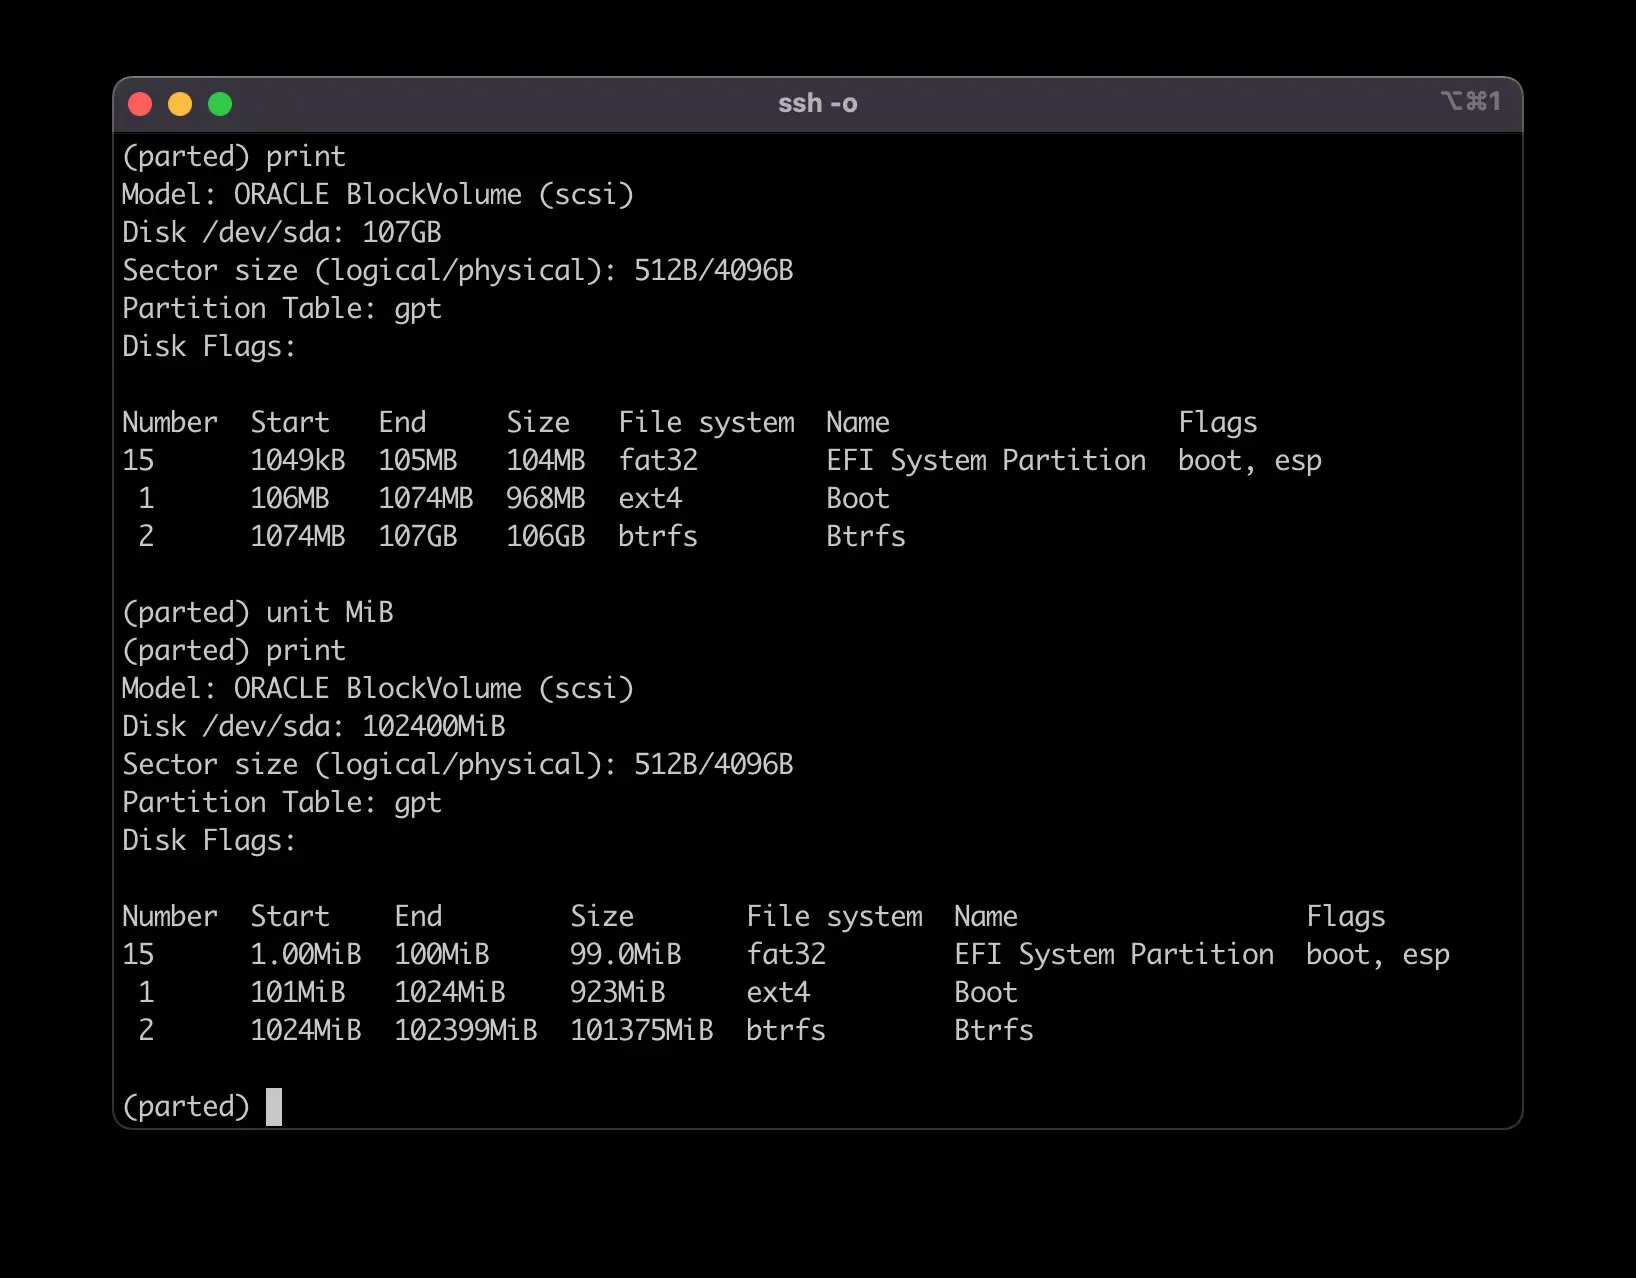 ssh -o
⌥⌘1
(parted) print
Model: ORACLE BlockVolume (scsi)
Disk /dev/sda: 107GB
Sector size (logical/physical): 512B/4096B
Partition Table: gpt
Disk Flags:
Number  Start   End     Size    File system  Name                  Flags
15      1049kB  105MB   104MB   fat32        EFI System Partition  boot, esp
 1      106MB   1074MB  968MB   ext4         Boot
 2      1074MB  107GB   106GB   btrfs        Btrfs
(parted) unit MiB
(parted) print
Model: ORACLE BlockVolume (scsi)
Disk /dev/sda: 102400MiB
Sector size (logical/physical): 512B/4096B
Partition Table: gpt
Disk Flags:
Number  Start    End        Size       File system  Name                  Flags
15      1.00MiB  100MiB     99.0MiB    fat32        EFI System Partition  boot, esp
 1      101MiB   1024MiB    923MiB     ext4         Boot
 2      1024MiB  102399MiB  101375MiB  btrfs        Btrfs
(parted)